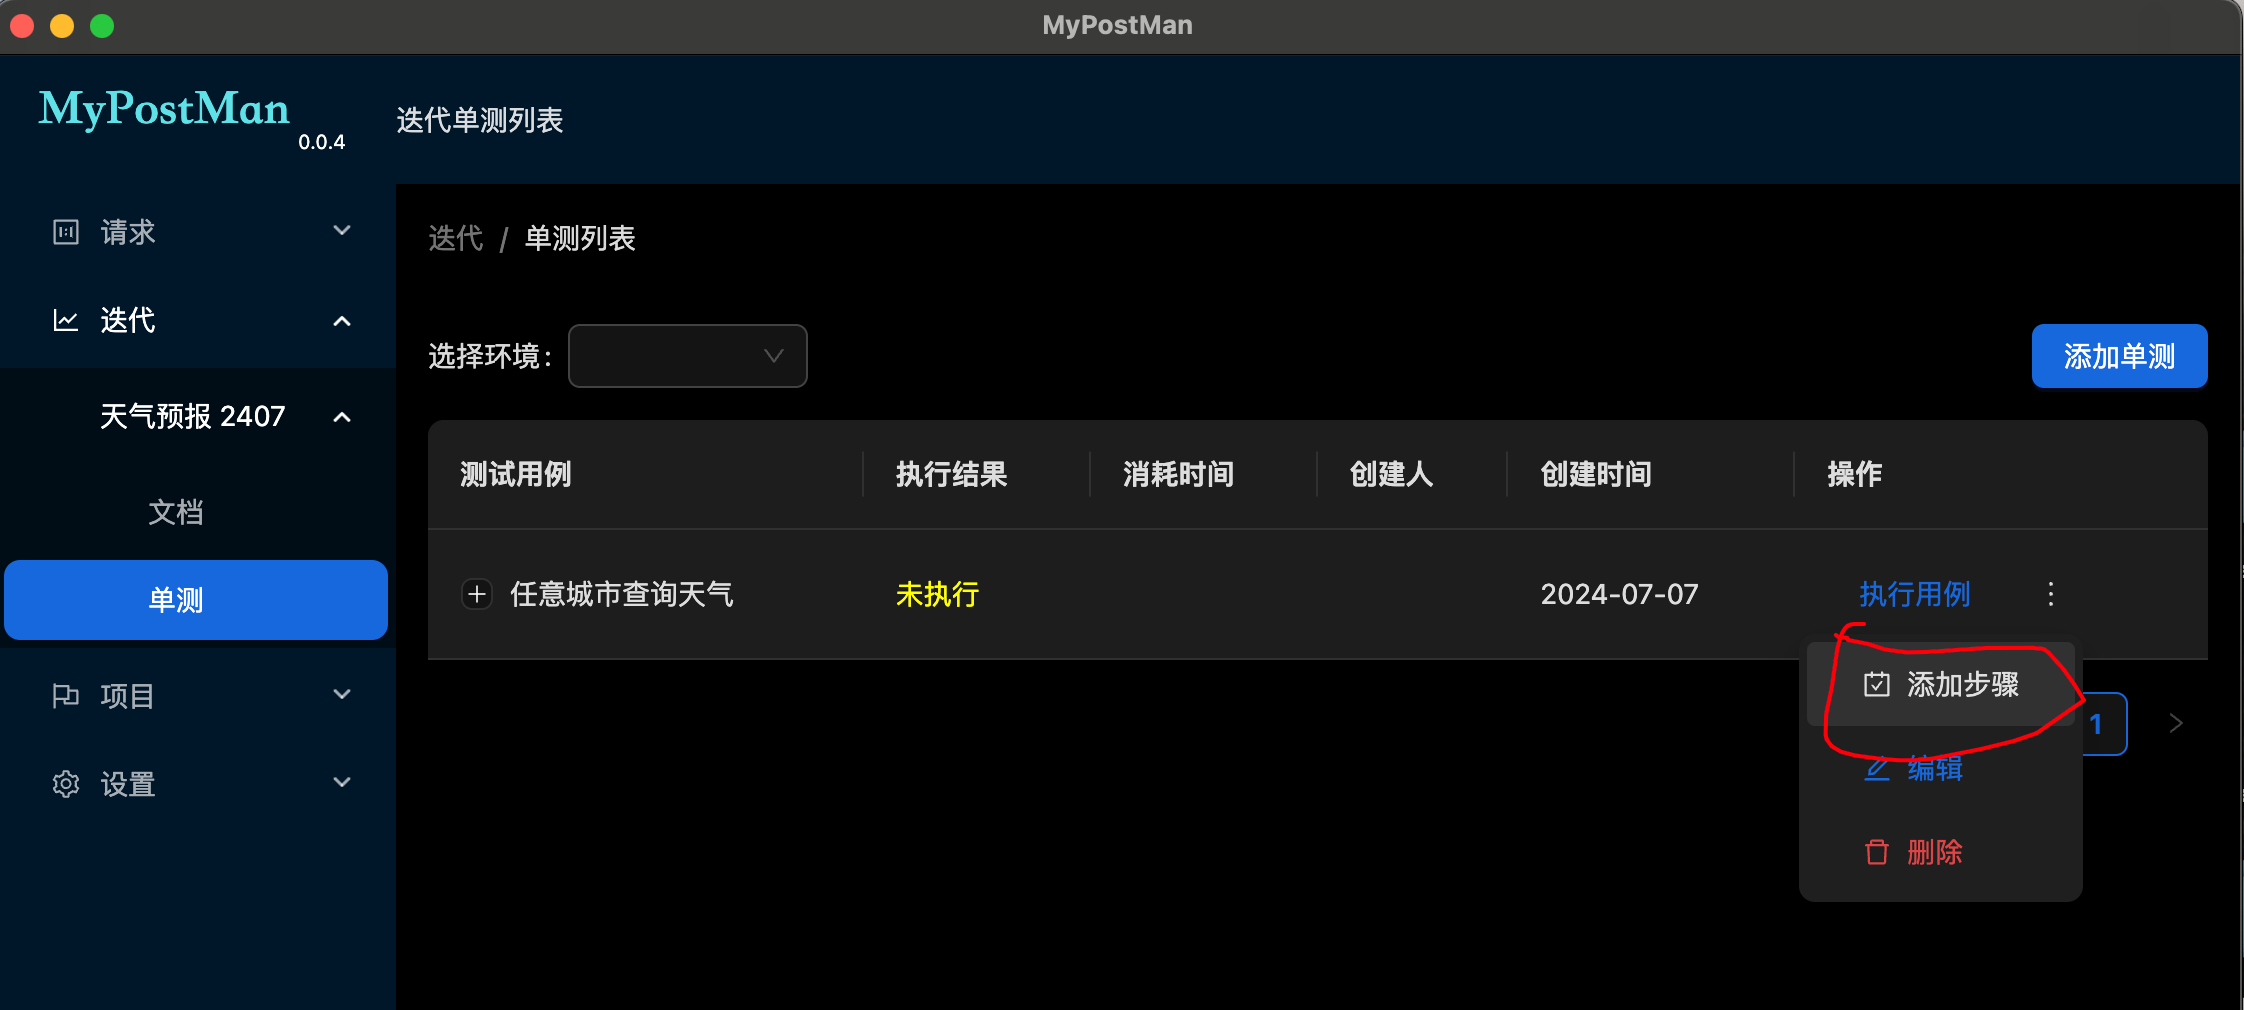 MyPostMan
MyPostMan
0.0.4
迭代单测列表
请求
迭代
天气预报 2407
文档
单测
项目
设置
迭代 / 单测列表
选择环境：
添加单测
测试用例 执行结果 消耗时间 创建人 创建时间 操作
任意城市查询天气 未执行 2024-07-07 执行用例
添加步骤
编辑
删除
1